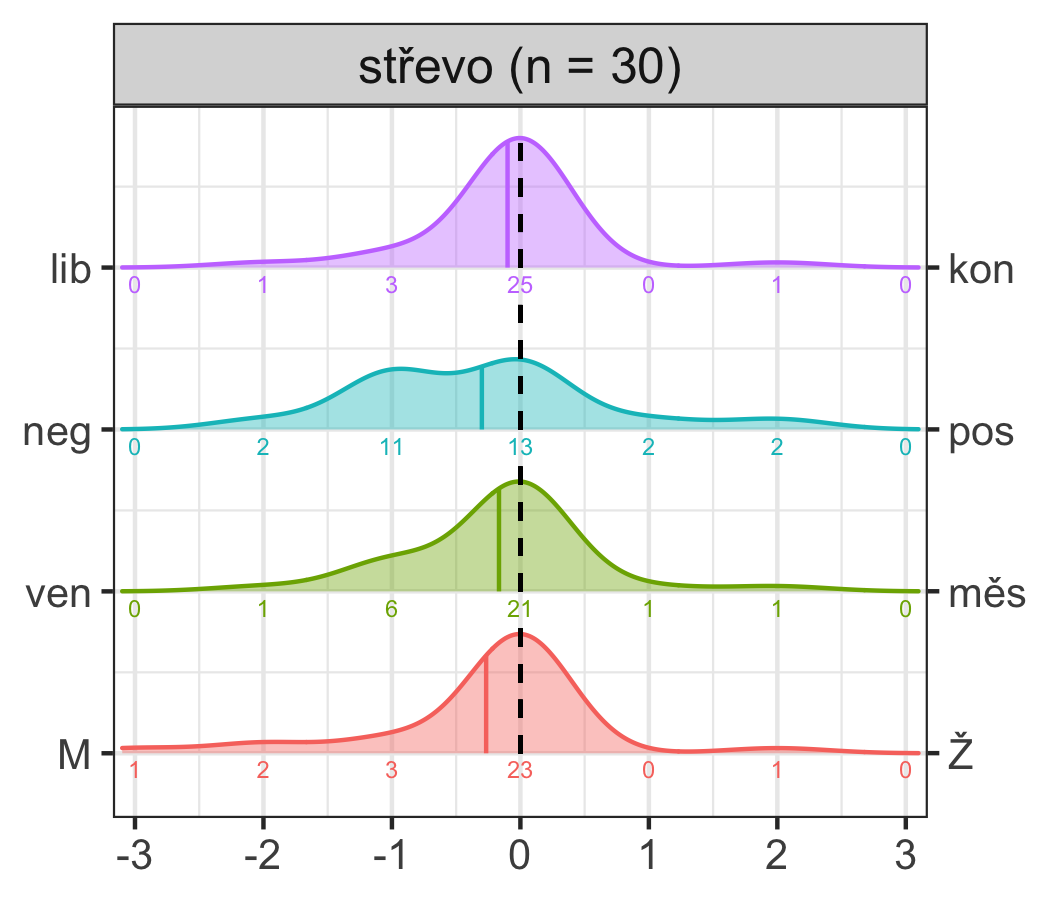 střevo (n = 30)
lib kon
0 1 3 25 0 1 0
neg pos
0 2 11 13 2 2 0
ven měs
0 1 6 21 1 1 0
M Ž
1 2 3 23 0 1 0
-3 -2 -1 0 1 2 3